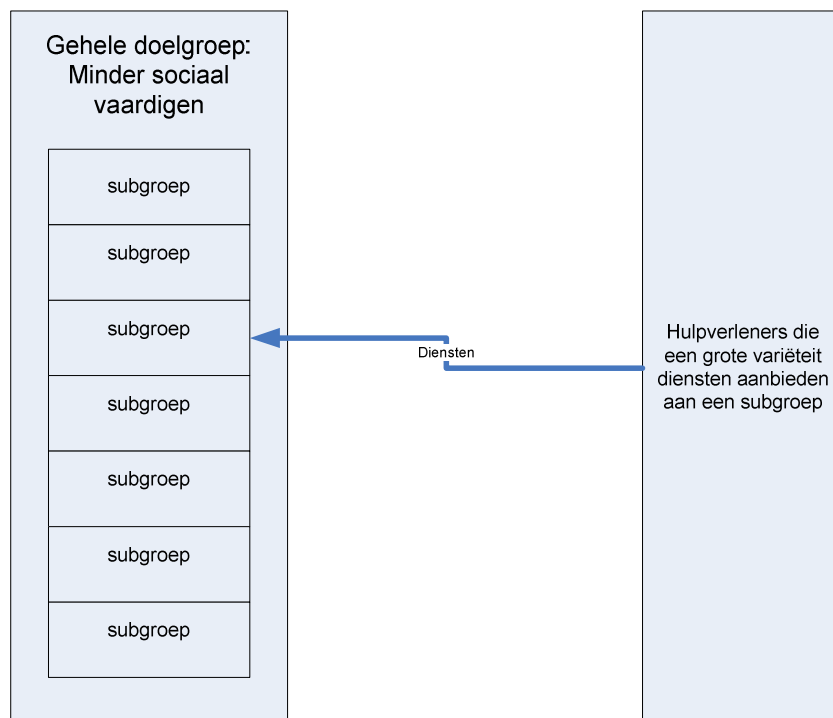 Gehele doelgroep:
Minder sociaal
vaardigen
subgroep
subgroep
subgroep
subgroep
subgroep
subgroep
subgroep
Diensten
Hulpverleners die
een grote variëteit
diensten aanbieden
aan een subgroep